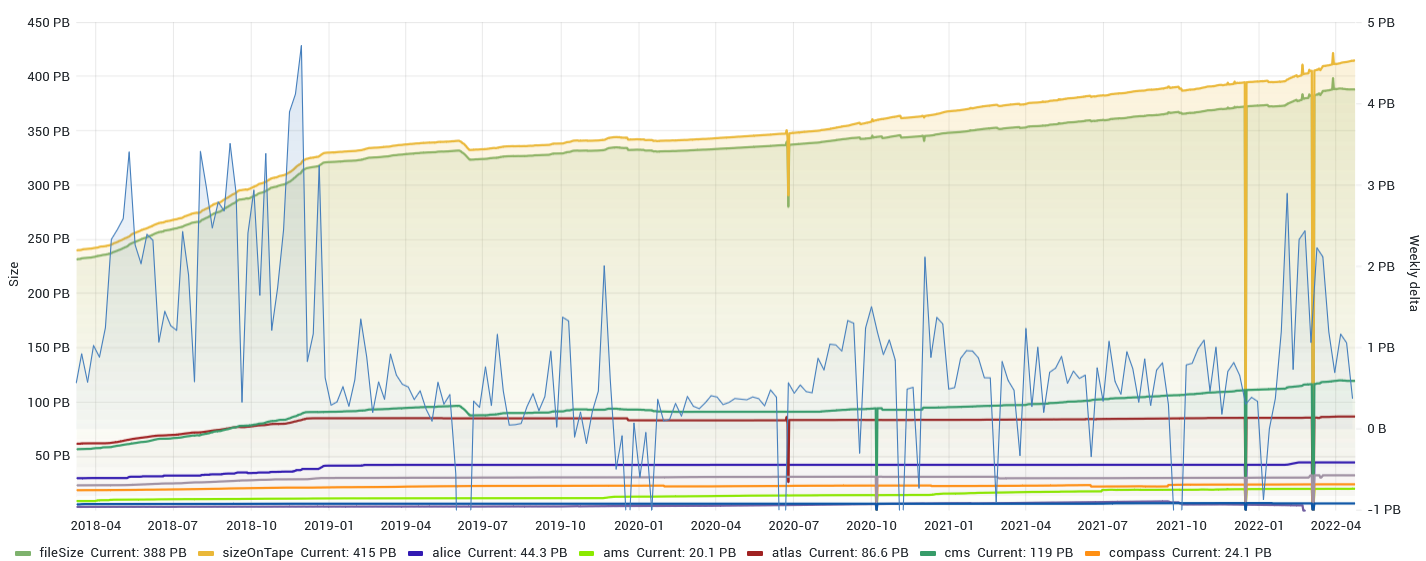 450 PB
400 PB
350 PB
300 PB
250 PB
200 PB
150 PB
100 PB
50 PB
Size
5 PB
4 PB
3 PB
2 PB
1 PB
0 B
-1 PB
Weekly delta
2018-04 2018-07 2018-10 2019-01 2019-04 2019-07 2019-10 2020-01 2020-04 2020-07 2020-10 2021-01 2021-04 2021-07 2021-10 2022-01 2022-04
fileSize Current: 388 PB sizeOnTape Current: 415 PB alice Current: 44.3 PB ams Current: 20.1 PB atlas Current: 86.6 PB cms Current: 119 PB compass Current: 24.1 PB